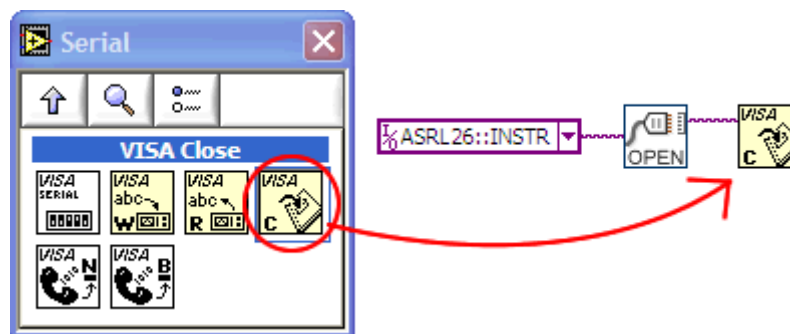 Serial
VISA Close
VISA
SERIAL
VISA
abc
W
VISA
abc
R
VISA
C
VISA
N
VISA
B
I/O ASRL26::INSTR
OPEN
VISA
C